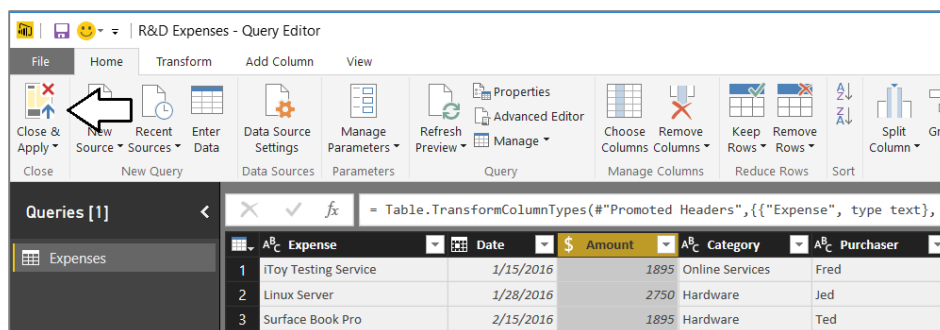 R&D Expenses - Query Editor
File Home Transform Add Column View
Close & Apply
New Source
Recent Sources
Enter Data
Data Source Settings
Manage Parameters
Refresh Preview
Properties
Advanced Editor
Manage
Choose Columns
Remove Columns
Keep Rows
Remove Rows
Split Column
Close New Query Data Sources Parameters Query Manage Columns Reduce Rows Sort
Queries [1]
fx = Table.TransformColumnTypes(#"Promoted Headers",{{"Expense", type text},
Expenses
ABC Expense Date $ Amount ABC Category ABC Purchaser
1 iToy Testing Service 1/15/2016 1895 Online Services Fred
2 Linux Server 1/28/2016 2750 Hardware Jed
3 Surface Book Pro 2/15/2016 1895 Hardware Ted